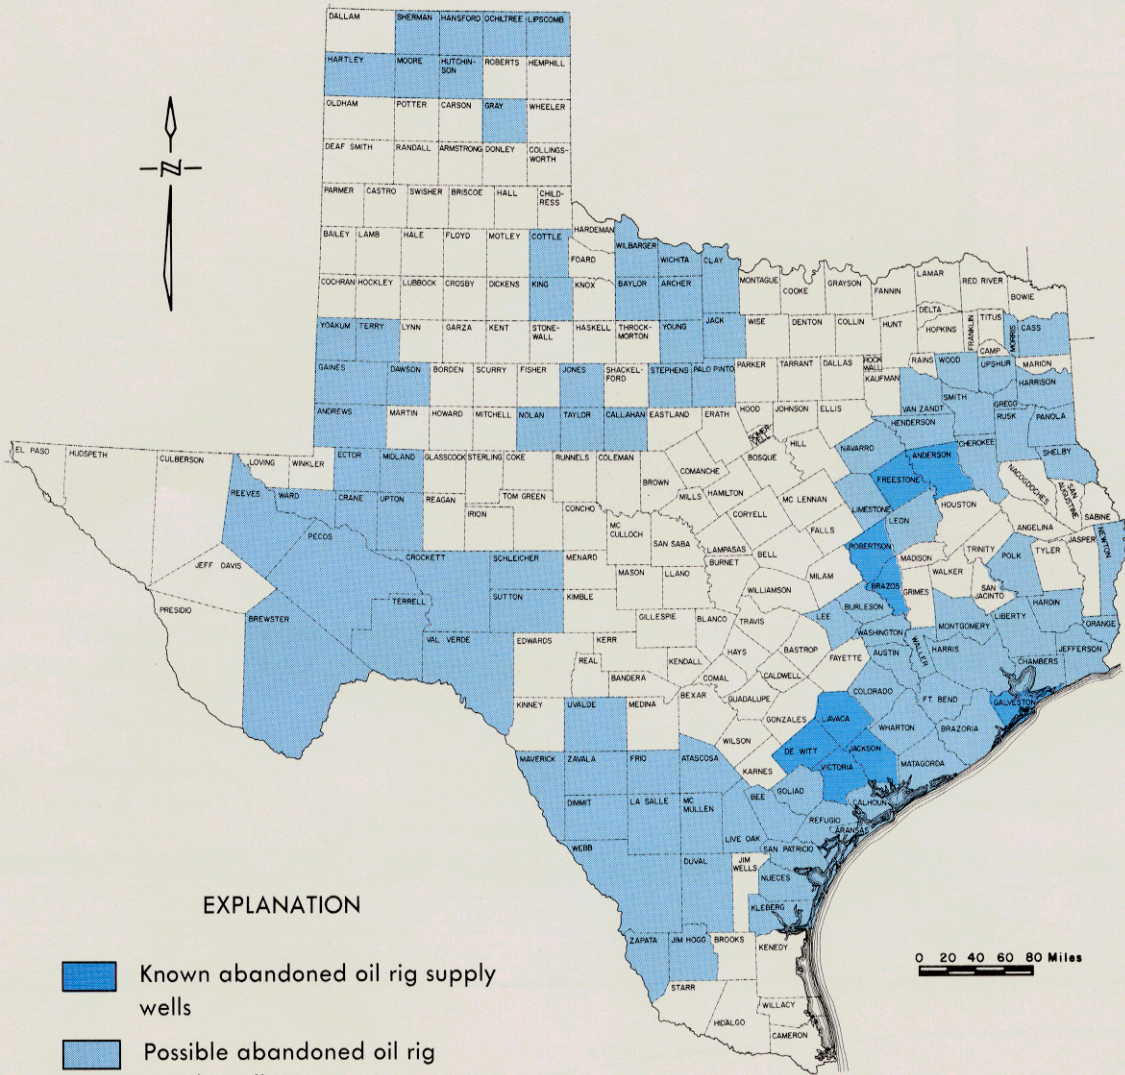 DALLAM SHERMAN HANSFORD OCHILTREE LIPSCOMB
HARTLEY MOORE HUTCHIN-
SON ROBERTS HEMPHILL
OLDHAM POTTER CARSON GRAY WHEELER
N
DEAF SMITH RANDALL ARMSTRONG DONLEY COLLINGS-
WORTH
PARMER CASTRO SWISHER BRISCOE HALL CHILD-
RESS
HARDEMAN
BAILEY LAMB HALE FLOYD MOTLEY COTTLE
FOARD WILBARGER WICHITA CLAY
COCHRAN HOCKLEY LUBBOCK CROSBY DICKENS KING KNOX BAYLOR ARCHER MONTAGUE COOKE GRAYSON FANNIN LAMAR RED RIVER BOWIE
DELTA
YOAKUM TERRY LYNN GARZA KENT STONE-
WALL HASKELL THROCK-
MORTON YOUNG JACK WISE DENTON COLLIN HUNT HOPKINS FRANKLIN TITUS MORRIS CASS
CAMP
GAINES DAWSON BORDEN SCURRY FISHER JONES SHACKEL-
FORD STEPHENS PALO PINTO PARKER TARRANT DALLAS ROCK
WALL KAUFMAN RAINS WOOD UPSHUR MARION
HARRISON
ANDREWS MARTIN HOWARD MITCHELL NOLAN TAYLOR CALLAHAN EASTLAND ERATH HOOD JOHNSON ELLIS VAN ZANDT SMITH GREGG
SOMER-
VELL HENDERSON RUSK PANOLA
EL PASO HUDSPETH CULBERSON LOVING WINKLER ECTOR MIDLAND GLASSCOCK STERLING COKE RUNNELS COLEMAN BROWN COMANCHE BOSQUE HILL NAVARRO ANDERSON CHEROKEE SHELBY
FREESTONE NACOGDOCHES SAN
AUGUSTINE SABINE
REEVES WARD CRANE UPTON REAGAN TOM GREEN CONCHO MILLS HAMILTON MC LENNAN LIMESTONE HOUSTON
IRION MC
CULLOCH SAN SABA LAMPASAS CORYELL FALLS LEON ANGELINA
PECOS CROCKETT SCHLEICHER MENARD BURNET BELL ROBERTSON MADISON TRINITY POLK TYLER JASPER NEWTON
JEFF DAVIS MASON LLANO WILLIAMSON MILAM BRAZOS GRIMES WALKER SAN
JACINTO
PRESIDIO BREWSTER TERRELL SUTTON KIMBLE GILLESPIE BLANCO TRAVIS LEE BURLESON MONTGOMERY LIBERTY HARDIN
VAL VERDE EDWARDS KERR KENDALL HAYS BASTROP FAYETTE WASHINGTON WALLER HARRIS ORANGE
REAL BANDERA COMAL CALDWELL AUSTIN CHAMBERS JEFFERSON
KINNEY UVALDE MEDINA BEXAR GUADALUPE GONZALES COLORADO FT. BEND GALVESTON
WILSON LAVACA WHARTON BRAZORIA
MAVERICK ZAVALA FRIO ATASCOSA KARNES DE WITT JACKSON MATAGORDA
VICTORIA
DIMMIT LA SALLE MC
MULLEN BEE GOLIAD CALHOUN
LIVE OAK REFUGIO ARANSAS
WEBB DUVAL JIM
WELLS SAN PATRICIO
NUECES
KLEBERG
ZAPATA JIM HOGG BROOKS KENEDY
STARR
HIDALGO WILLACY
CAMERON
0 20 40 60 80 Miles
EXPLANATION
Known abandoned oil rig supply
wells
Possible abandoned oil rig